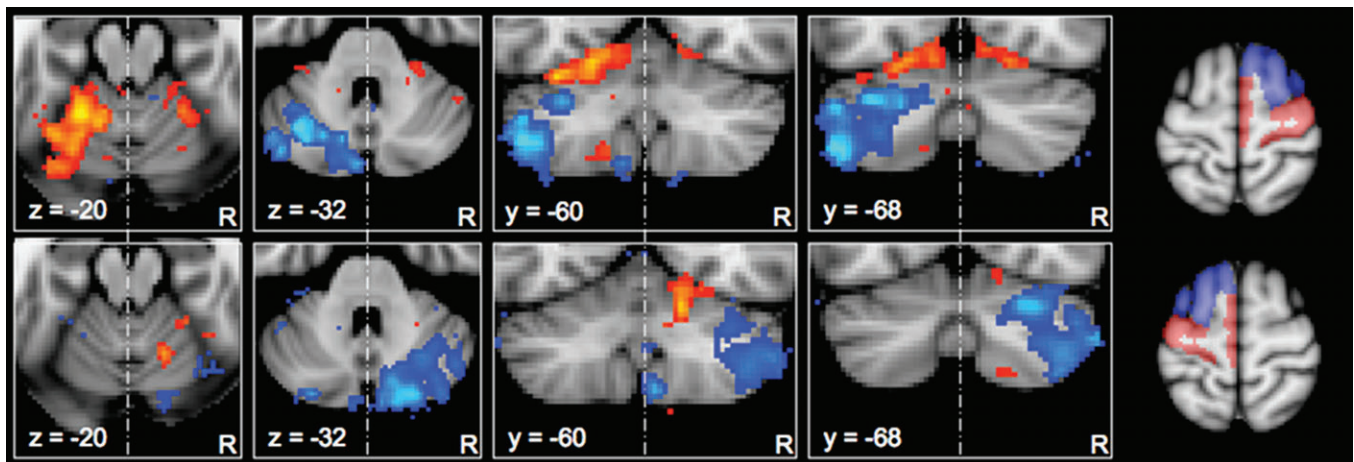 z = -20 R
z = -32 R
y = -60 R
y = -68 R
z = -20 R
z = -32 R
y = -60 R
y = -68 R